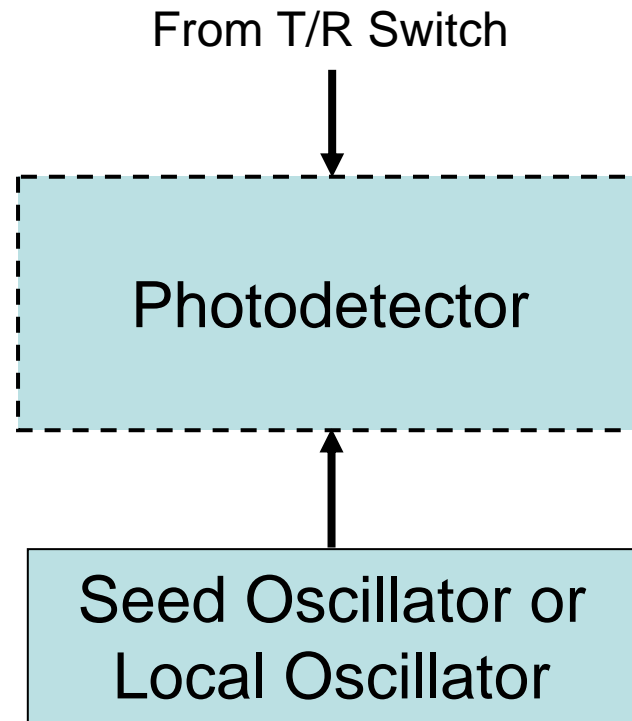 From T/R Switch
Photodetector
Seed Oscillator or
Local Oscillator